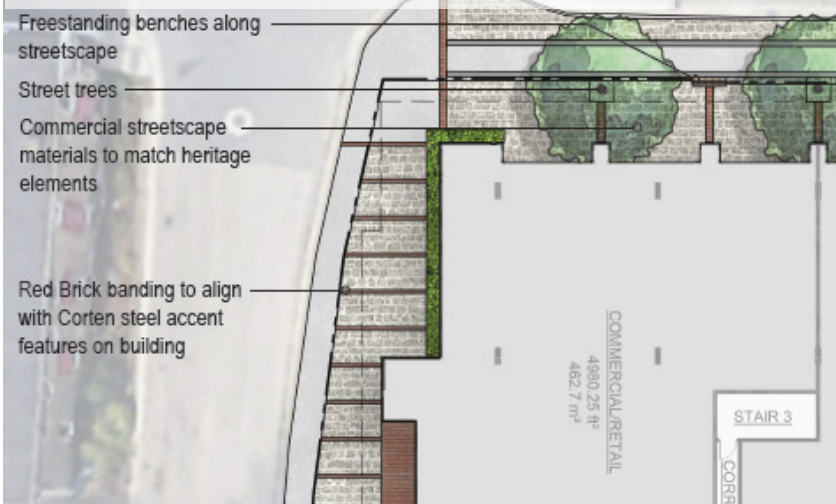 Freestanding benches along
streetscape
Street trees
Commercial streetscape
materials to match heritage
elements
Red Brick banding to align
with Corten steel accent
features on building
COMMERCIAL/RETAIL
4980.25 ft²
462.7 m²
STAIR 3
CORR